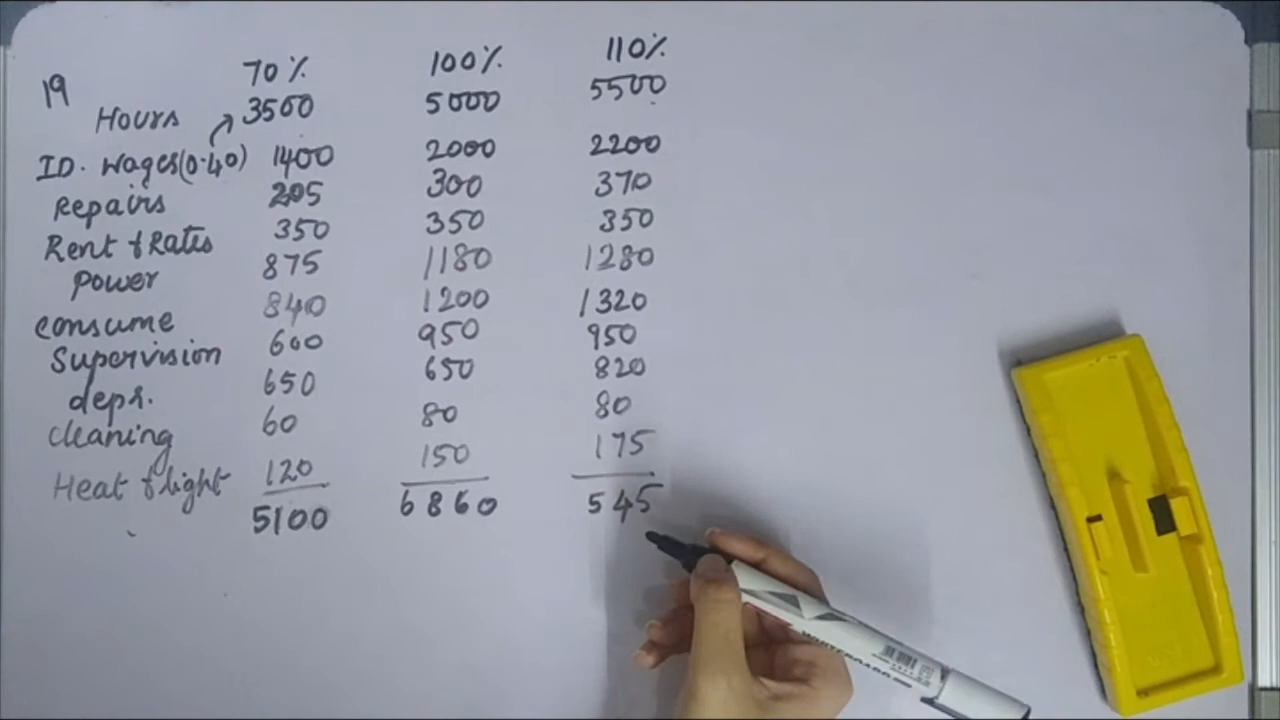 19 70% 100% 110%
Hours 3500 5000 5500
ID. wages(0.40) 1400 2000 2200
Repairs 205 300 370
Rent & Rates 350 350 350
Power 875 1180 1280
consume 840 1200 1320
Supervision 600 950 950
depr. 650 650 820
cleaning 60 80 80
Heat & light 120 150 175
5100 6860 545
WHITEBOARD